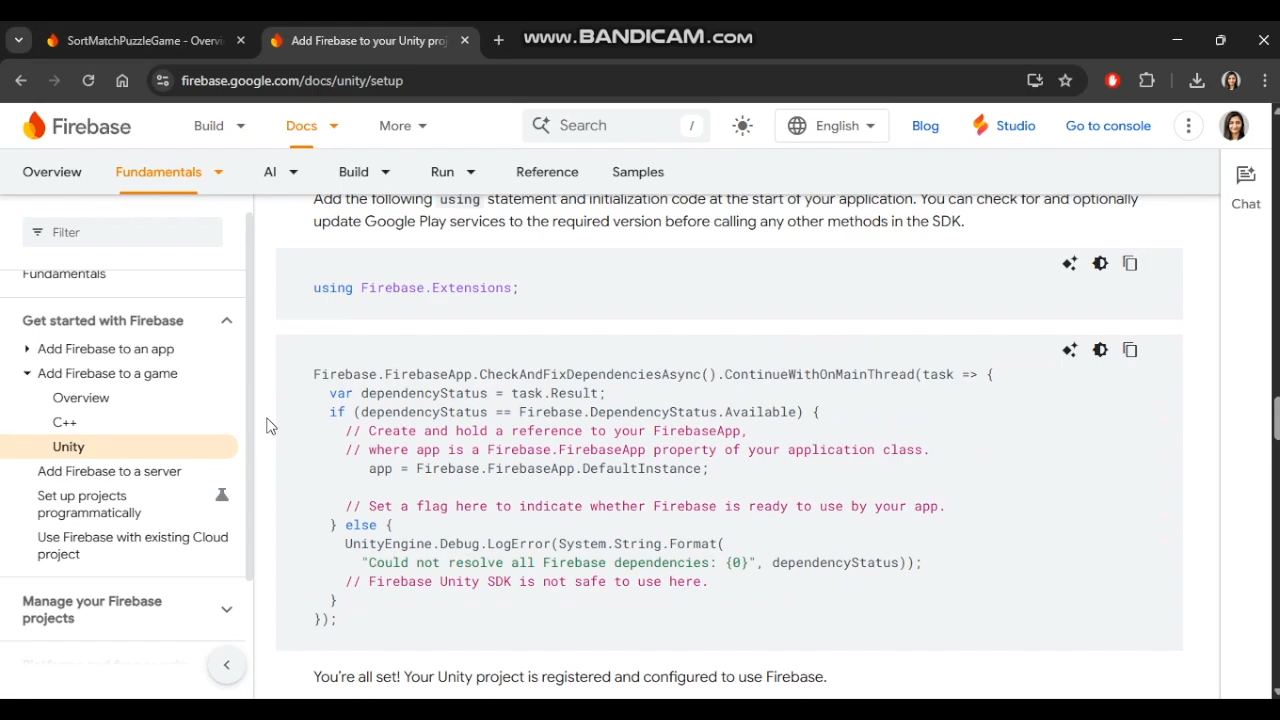 www.BANDICAM.com
SortMatchPuzzleGame - Overvi
Add Firebase to your Unity proj
firebase.google.com/docs/unity/setup
Firebase
Build
Docs
More
Search
/
English
Blog
Studio
Go to console
Overview
Fundamentals
AI
Build
Run
Reference
Samples
Chat
Filter
Fundamentals
Get started with Firebase
Add Firebase to an app
Add Firebase to a game
Overview
C++
Unity
Add Firebase to a server
Set up projects
programmatically
Use Firebase with existing Cloud
project
Manage your Firebase
projects
Add the following using statement and initialization code at the start of your application. You can check for and optionally
update Google Play services to the required version before calling any other methods in the SDK.
using Firebase.Extensions;
Firebase.FirebaseApp.CheckAndFixDependenciesAsync().ContinueWithOnMainThread(task => {
var dependencyStatus = task.Result;
if (dependencyStatus == Firebase.DependencyStatus.Available) {
// Create and hold a reference to your FirebaseApp,
// where app is a Firebase.FirebaseApp property of your application class.
app = Firebase.FirebaseApp.DefaultInstance;
// Set a flag here to indicate whether Firebase is ready to use by your app.
} else {
UnityEngine.Debug.LogError(System.String.Format(
"Could not resolve all Firebase dependencies: {0}", dependencyStatus));
// Firebase Unity SDK is not safe to use here.
}
});
You're all set! Your Unity project is registered and configured to use Firebase.